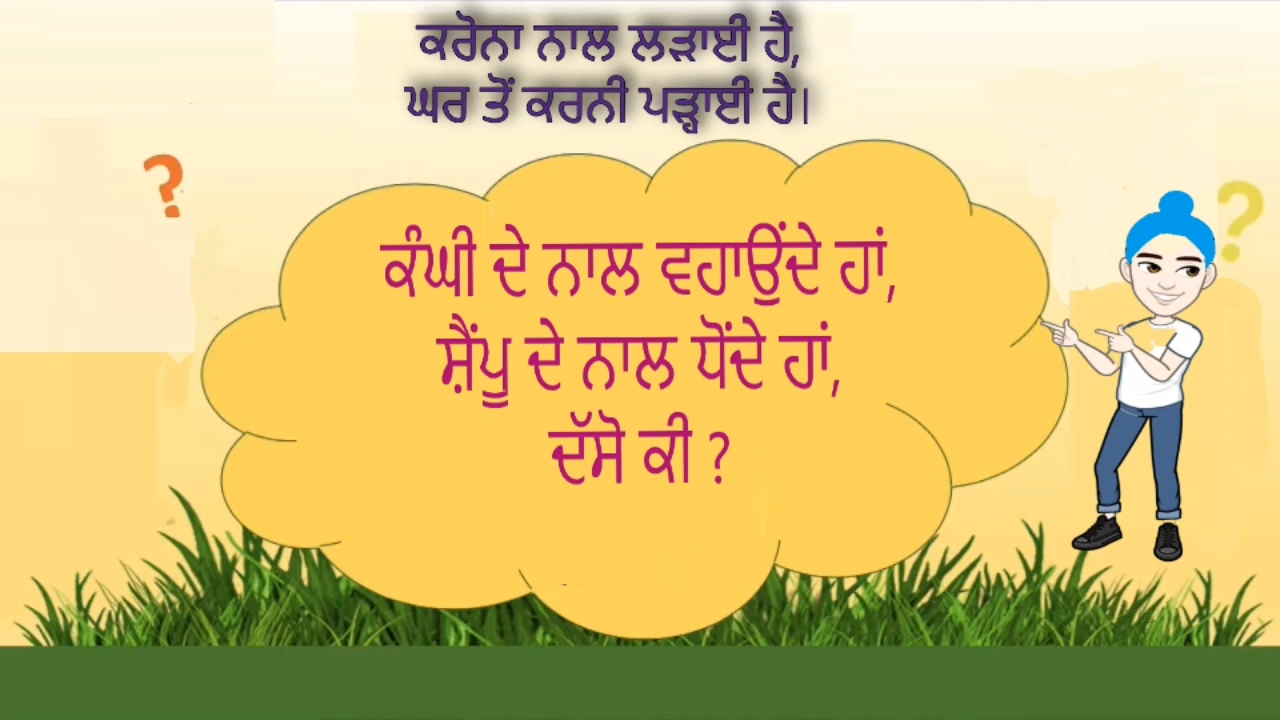 ਕਰੋਨਾ ਨਾਲ ਲੜਾਈ ਹੈ,
ਘਰ ਤੋਂ ਕਰਨੀ ਪੜ੍ਹਾਈ ਹੈ।
?
?
ਕੰਘੀ ਦੇ ਨਾਲ ਵਹਾਉਂਦੇ ਹਾਂ,
ਸ਼ੈਂਪੂ ਦੇ ਨਾਲ ਧੋਂਦੇ ਹਾਂ,
ਦੱਸੋ ਕੀ ?